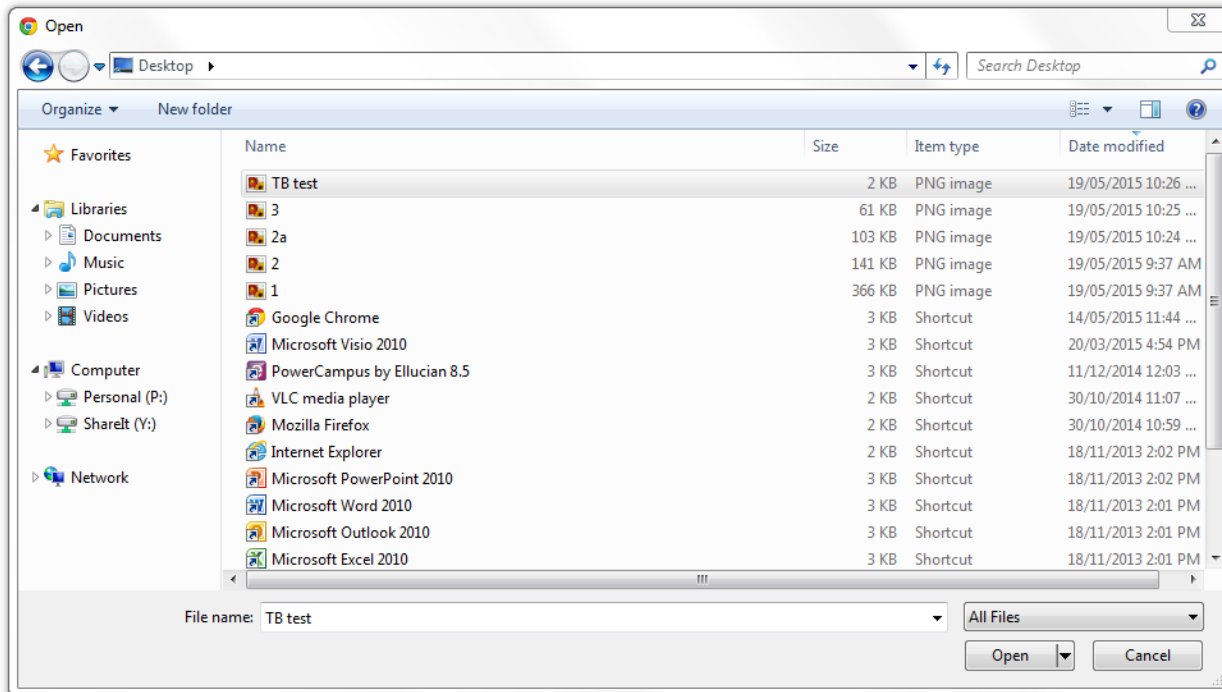 Open
Desktop
Search Desktop
Organize
New folder
Favorites
Libraries
Documents
Music
Pictures
Videos
Computer
Personal (P:)
ShareIt (Y:)
Network
Name Size Item type Date modified
TB test 2 KB PNG image 19/05/2015 10:26 ...
3 61 KB PNG image 19/05/2015 10:25 ...
2a 103 KB PNG image 19/05/2015 10:24 ...
2 141 KB PNG image 19/05/2015 9:37 AM
1 366 KB PNG image 19/05/2015 9:37 AM
Google Chrome 3 KB Shortcut 14/05/2015 11:44 ...
Microsoft Visio 2010 3 KB Shortcut 20/03/2015 4:54 PM
PowerCampus by Ellucian 8.5 3 KB Shortcut 11/12/2014 12:03 ...
VLC media player 2 KB Shortcut 30/10/2014 11:07 ...
Mozilla Firefox 2 KB Shortcut 30/10/2014 10:59 ...
Internet Explorer 2 KB Shortcut 18/11/2013 2:02 PM
Microsoft PowerPoint 2010 3 KB Shortcut 18/11/2013 2:02 PM
Microsoft Word 2010 3 KB Shortcut 18/11/2013 2:01 PM
Microsoft Outlook 2010 3 KB Shortcut 18/11/2013 2:01 PM
Microsoft Excel 2010 3 KB Shortcut 18/11/2013 2:01 PM
File name: TB test
All Files
Open
Cancel